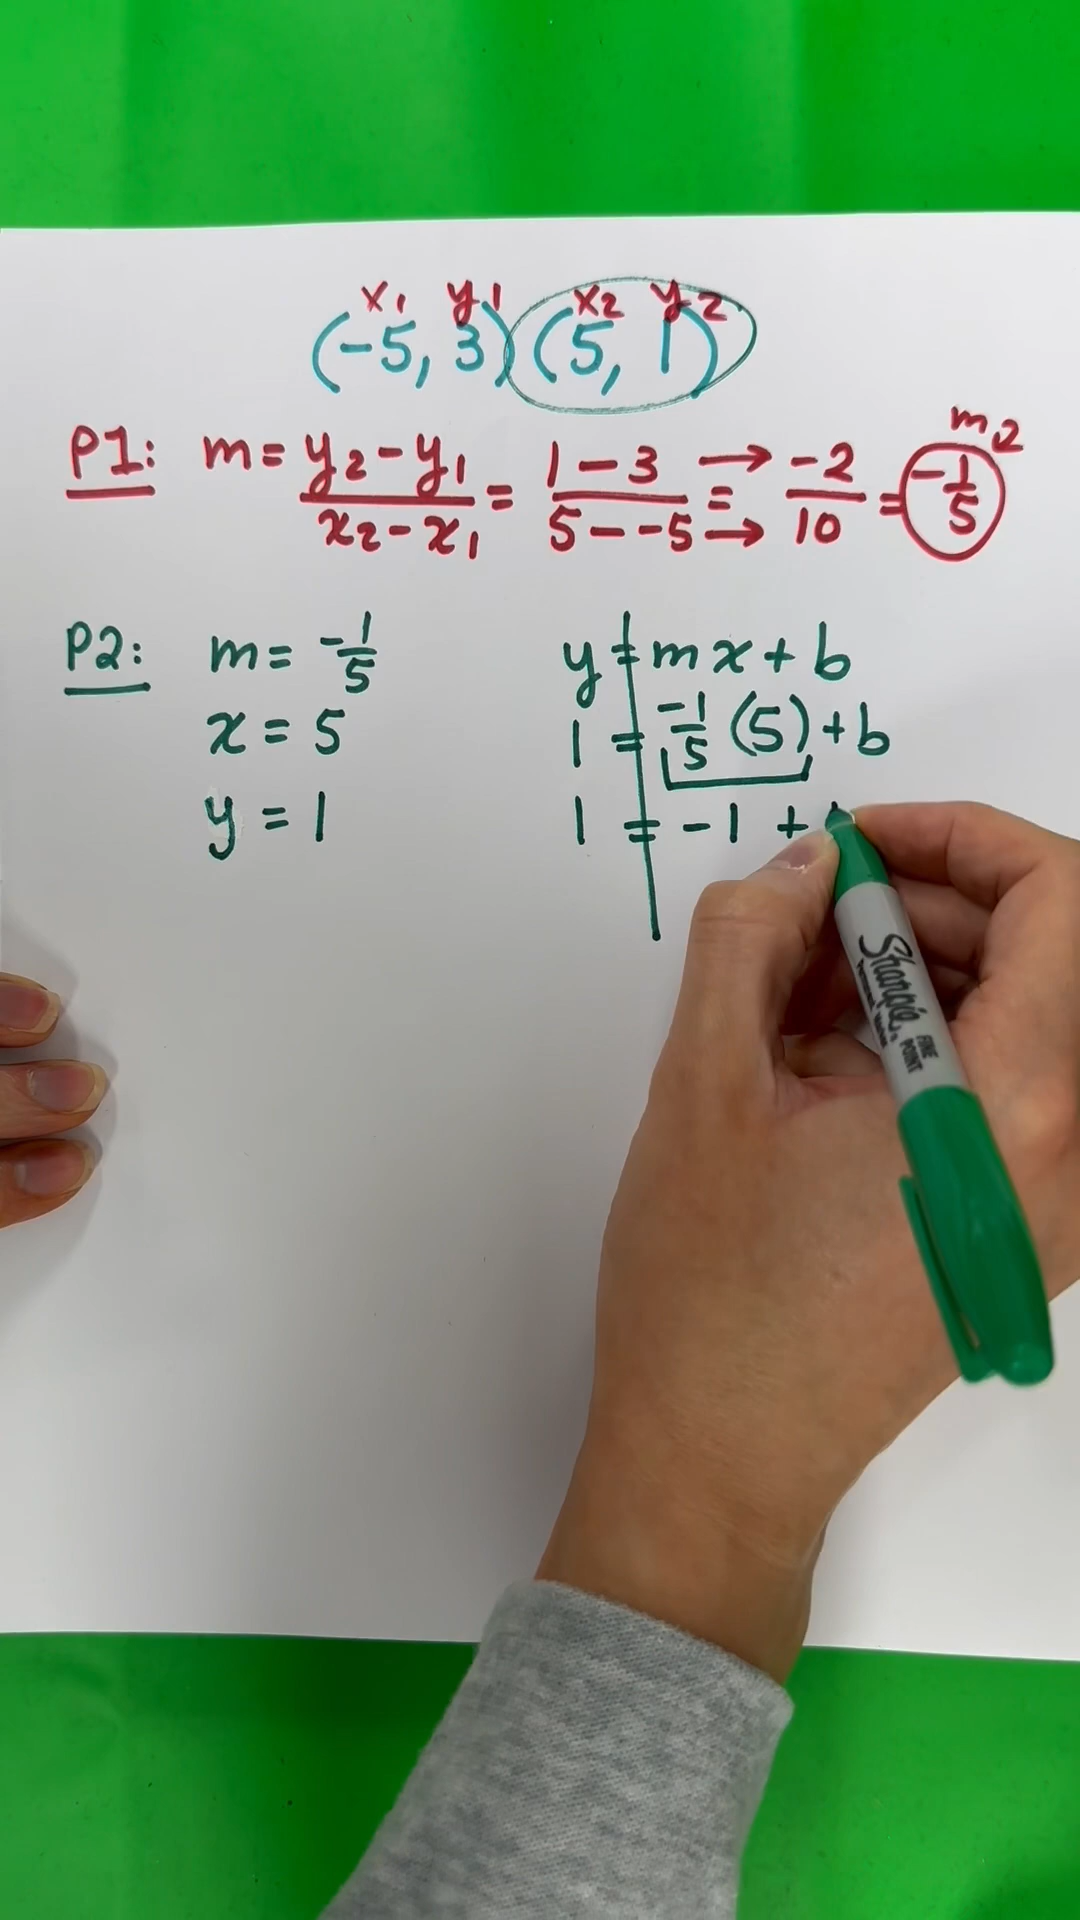 x1 y1 x2 y2
(-5, 3) (5, 1)
m2
P1: m = y2-y1/x2-x1 = 1-3/5--5 →=→ -2/10 = -1/5
P2: m = -1/5
x = 5
y = 1
y = mx + b
1 = -1/5 (5) + b
1 = -1 +
Sharpie
FINE POINT